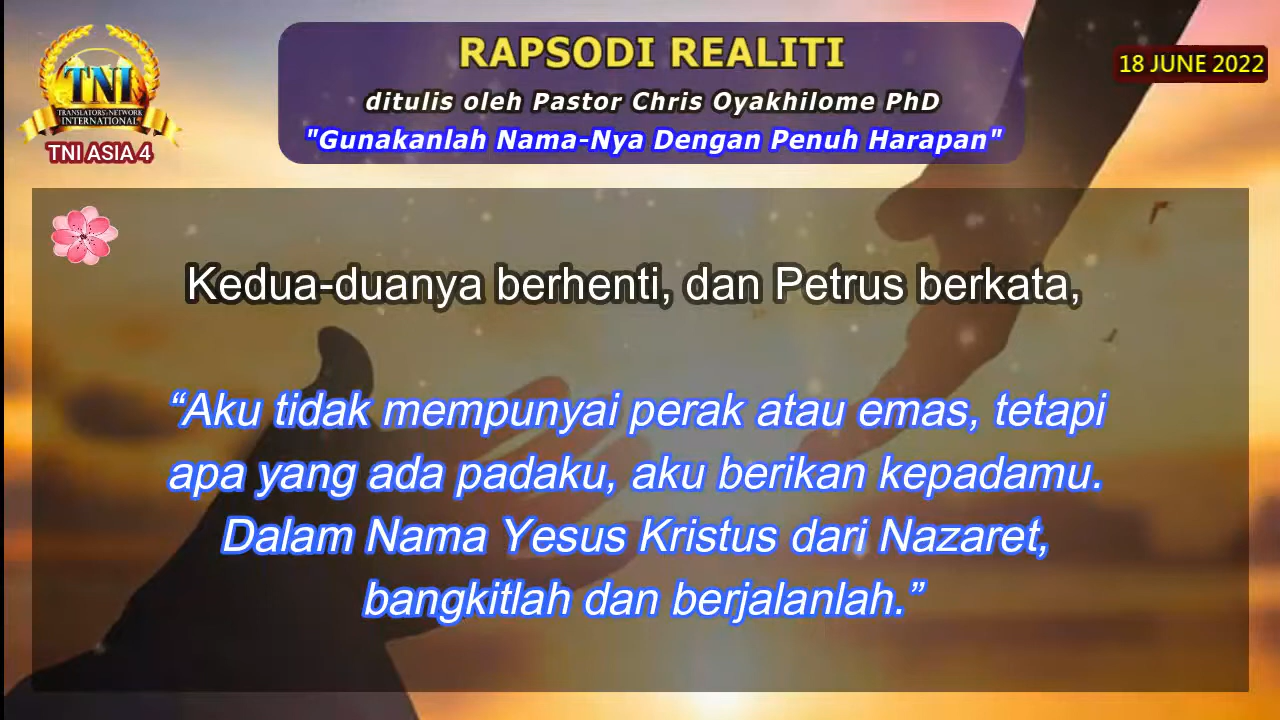 TNI
TRANSLATORS' NETWORK
INTERNATIONAL
TNI ASIA 4
RAPSODI REALITI
ditulis oleh Pastor Chris Oyakhilome PhD
"Gunakanlah Nama-Nya Dengan Penuh Harapan"
18 JUNE 2022
Kedua-duanya berhenti, dan Petrus berkata,
“Aku tidak mempunyai perak atau emas, tetapi
apa yang ada padaku, aku berikan kepadamu.
Dalam Nama Yesus Kristus dari Nazaret,
bangkitlah dan berjalanlah.”